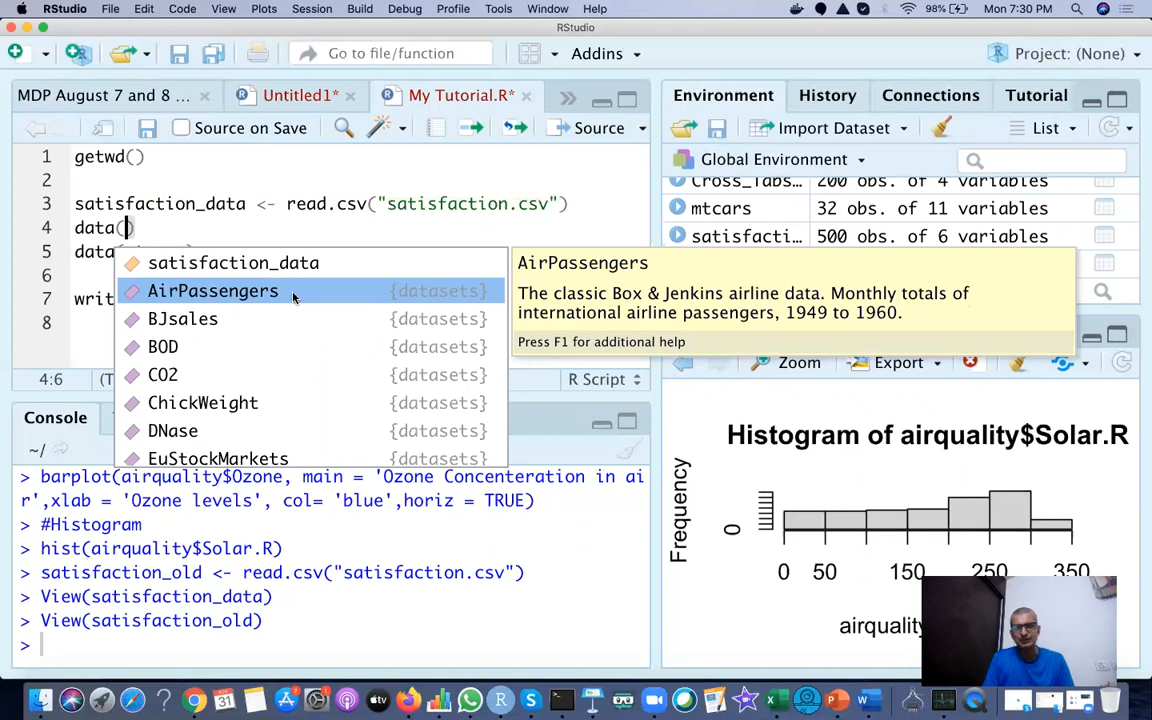 RStudio File Edit Code View Plots Session Build Debug Profile Tools Window Help 98% Mon 7:30 PM
RStudio
Go to file/function Addins Project: (None)
MDP August 7 and 8 ... Untitled1* My Tutorial.R*
Source on Save Source
1 getwd()
2
3 satisfaction_data <- read.csv("satisfaction.csv")
4 data()
5 data
6
7 writ
8
satisfaction_data
AirPassengers {datasets}
BJsales {datasets}
BOD {datasets}
CO2 {datasets}
ChickWeight {datasets}
DNase {datasets}
EuStockMarkets {datasets}
AirPassengers
The classic Box & Jenkins airline data. Monthly totals of
international airline passengers, 1949 to 1960.
Press F1 for additional help
4:6 (T R Script
Console
~/
> barplot(airquality$Ozone, main = 'Ozone Concenteration in ai
r',xlab = 'Ozone levels', col= 'blue',horiz = TRUE)
> #Histogram
> hist(airquality$Solar.R)
> satisfaction_old <- read.csv("satisfaction.csv")
> View(satisfaction_data)
> View(satisfaction_old)
>
Environment History Connections Tutorial
Import Dataset List
Global Environment
Cross_Tabs… 200 obs. of 4 variables
mtcars 32 obs. of 11 variables
satisfacti… 500 obs. of 6 variables
Zoom Export
Histogram of airquality$Solar.R
Frequency
0
0 50 150 250 350
airquality